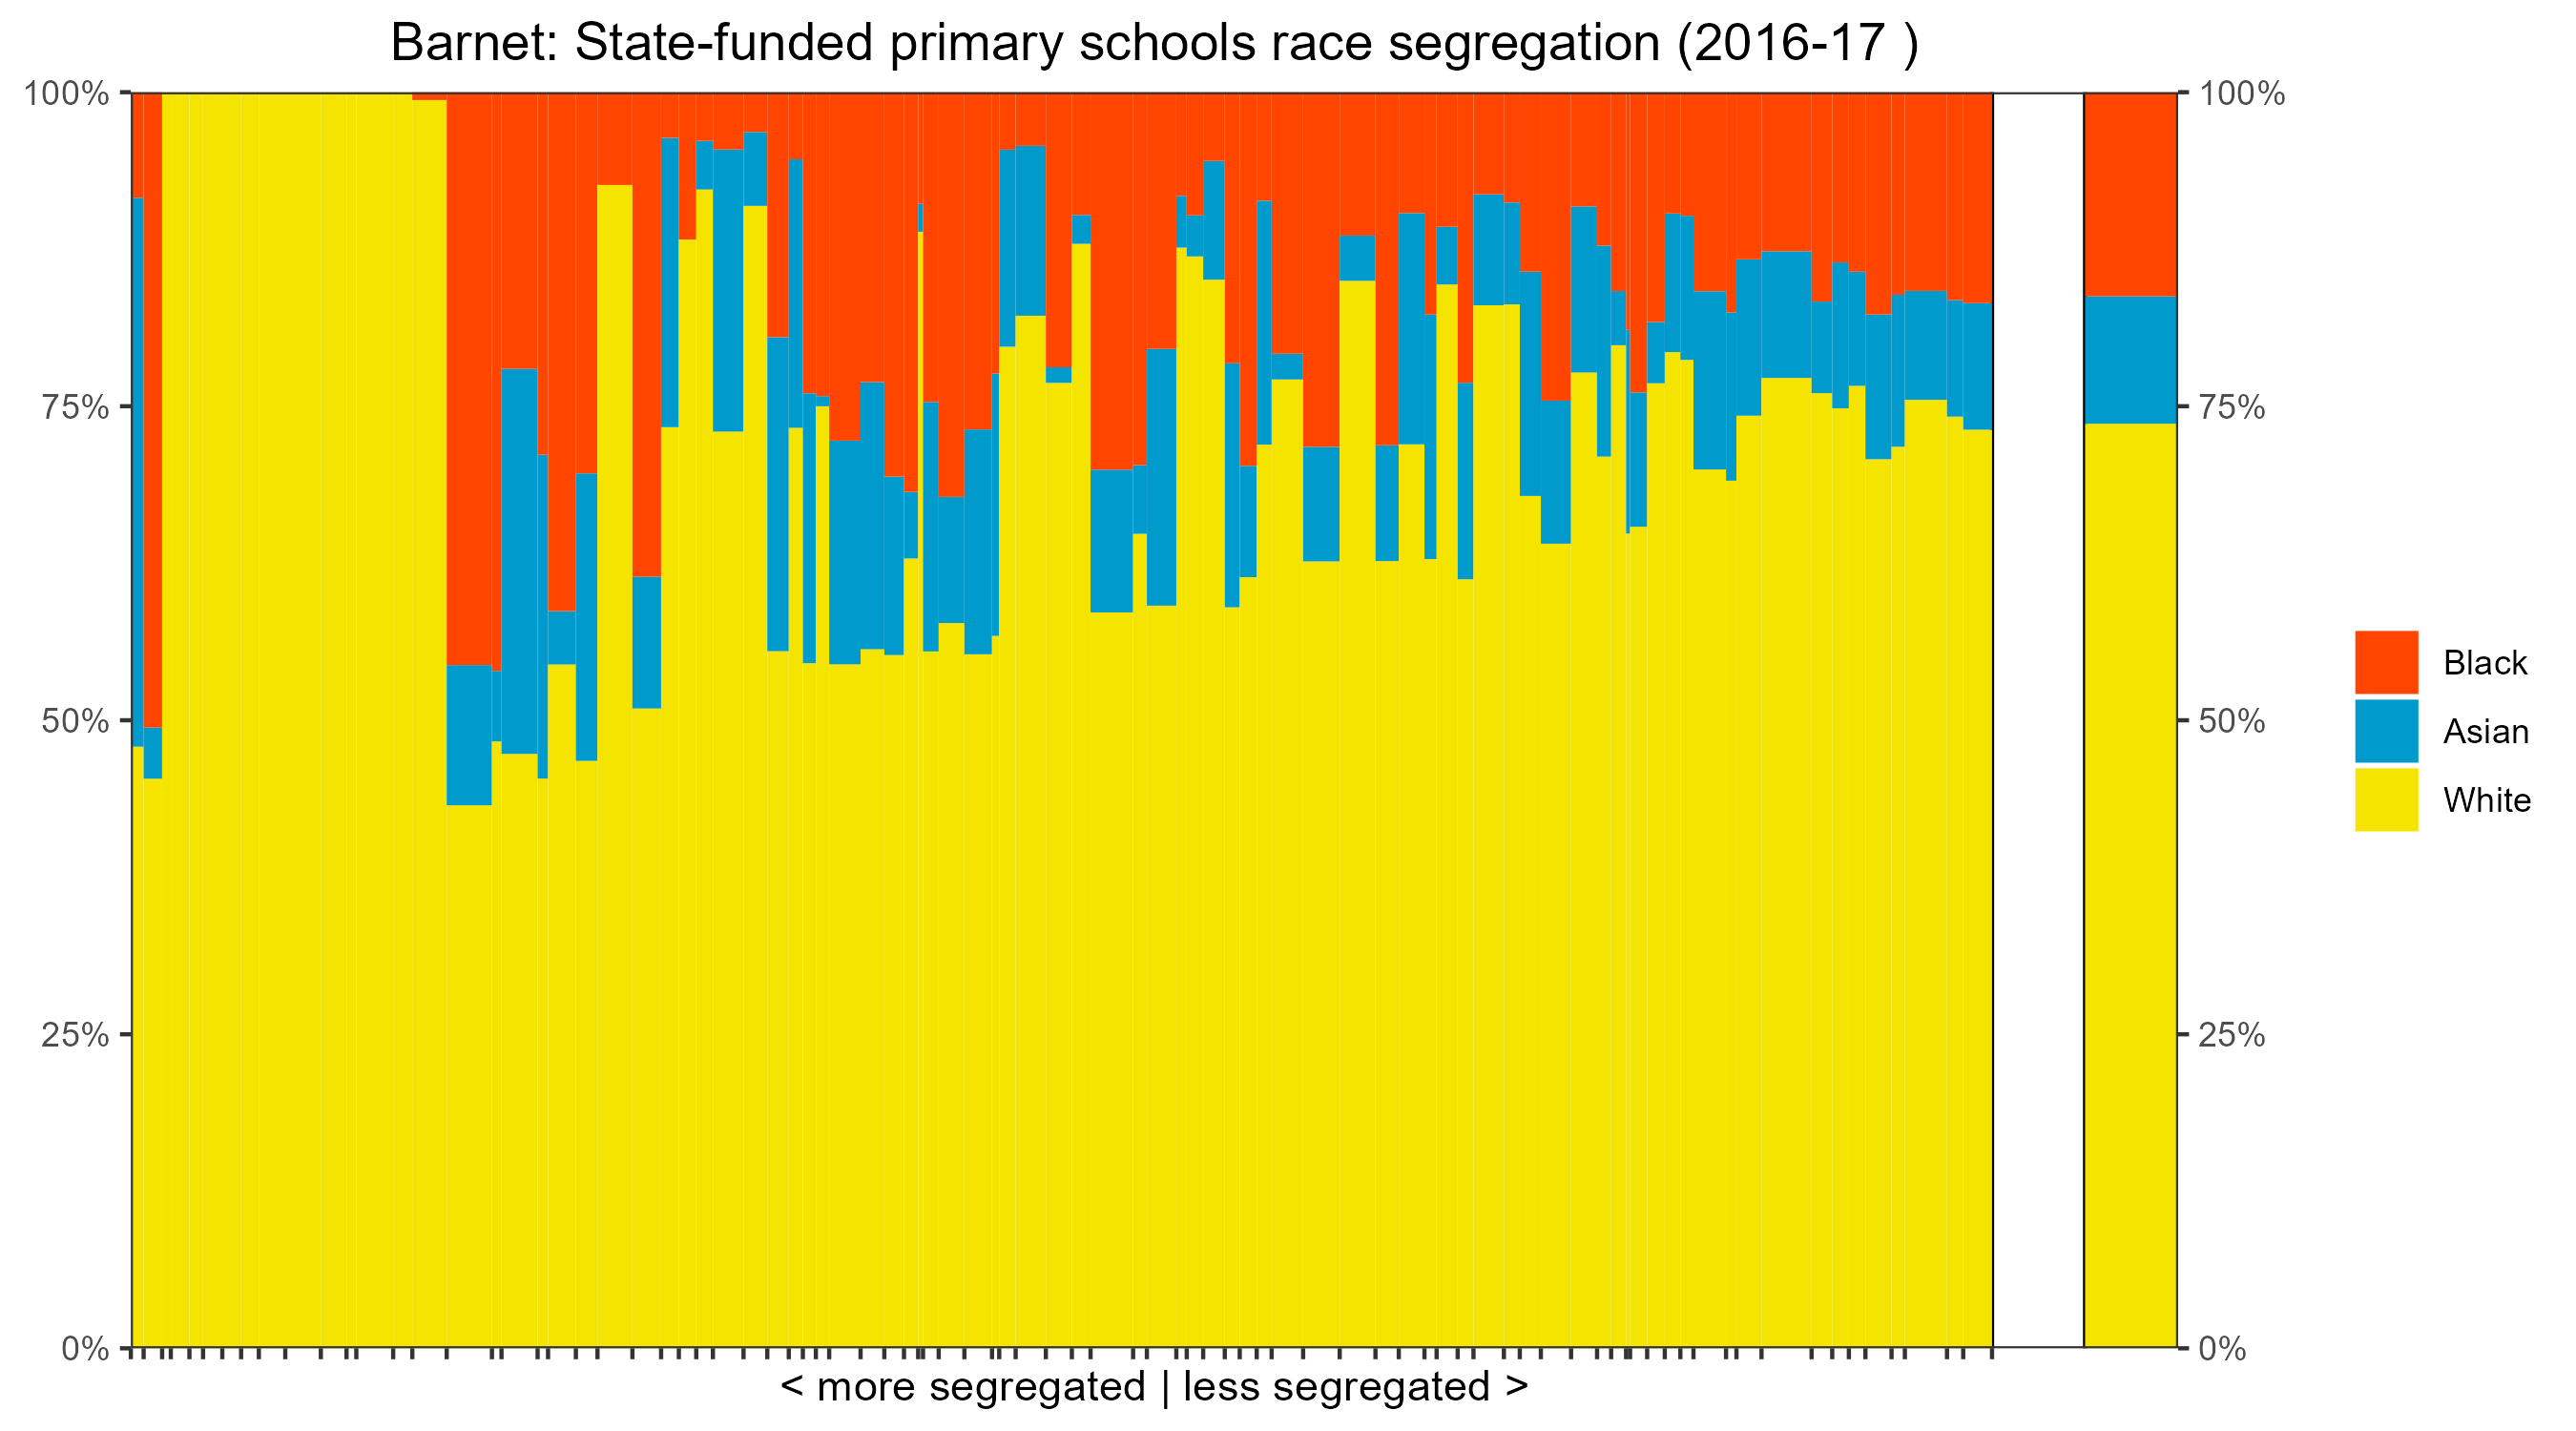 Barnet: State-funded primary schools race segregation (2016-17 )
100%
100%
75%
75%
50%
50%
25%
25%
0%
0%
Black
Asian
White
< more segregated | less segregated >